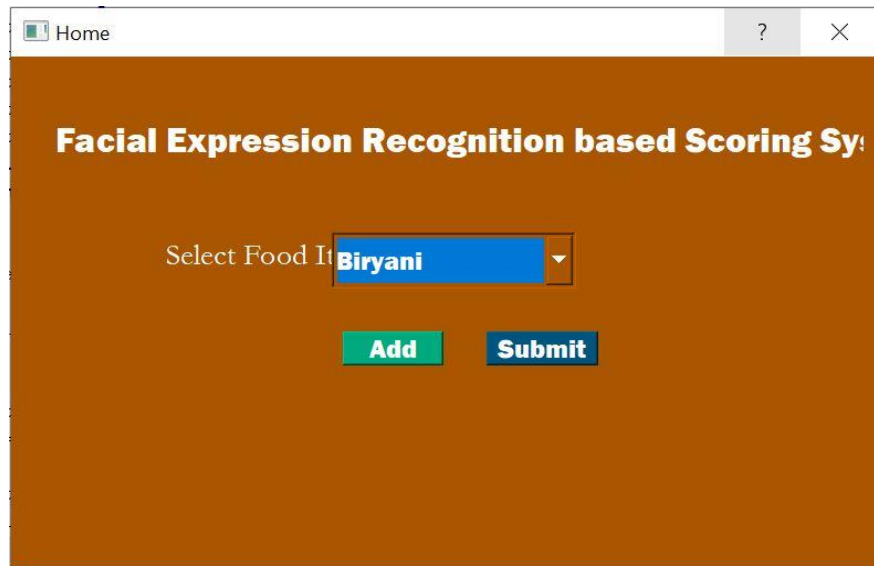 Home
Facial Expression Recognition based Scoring Sy
Select Food It
Biryani
Add
Submit